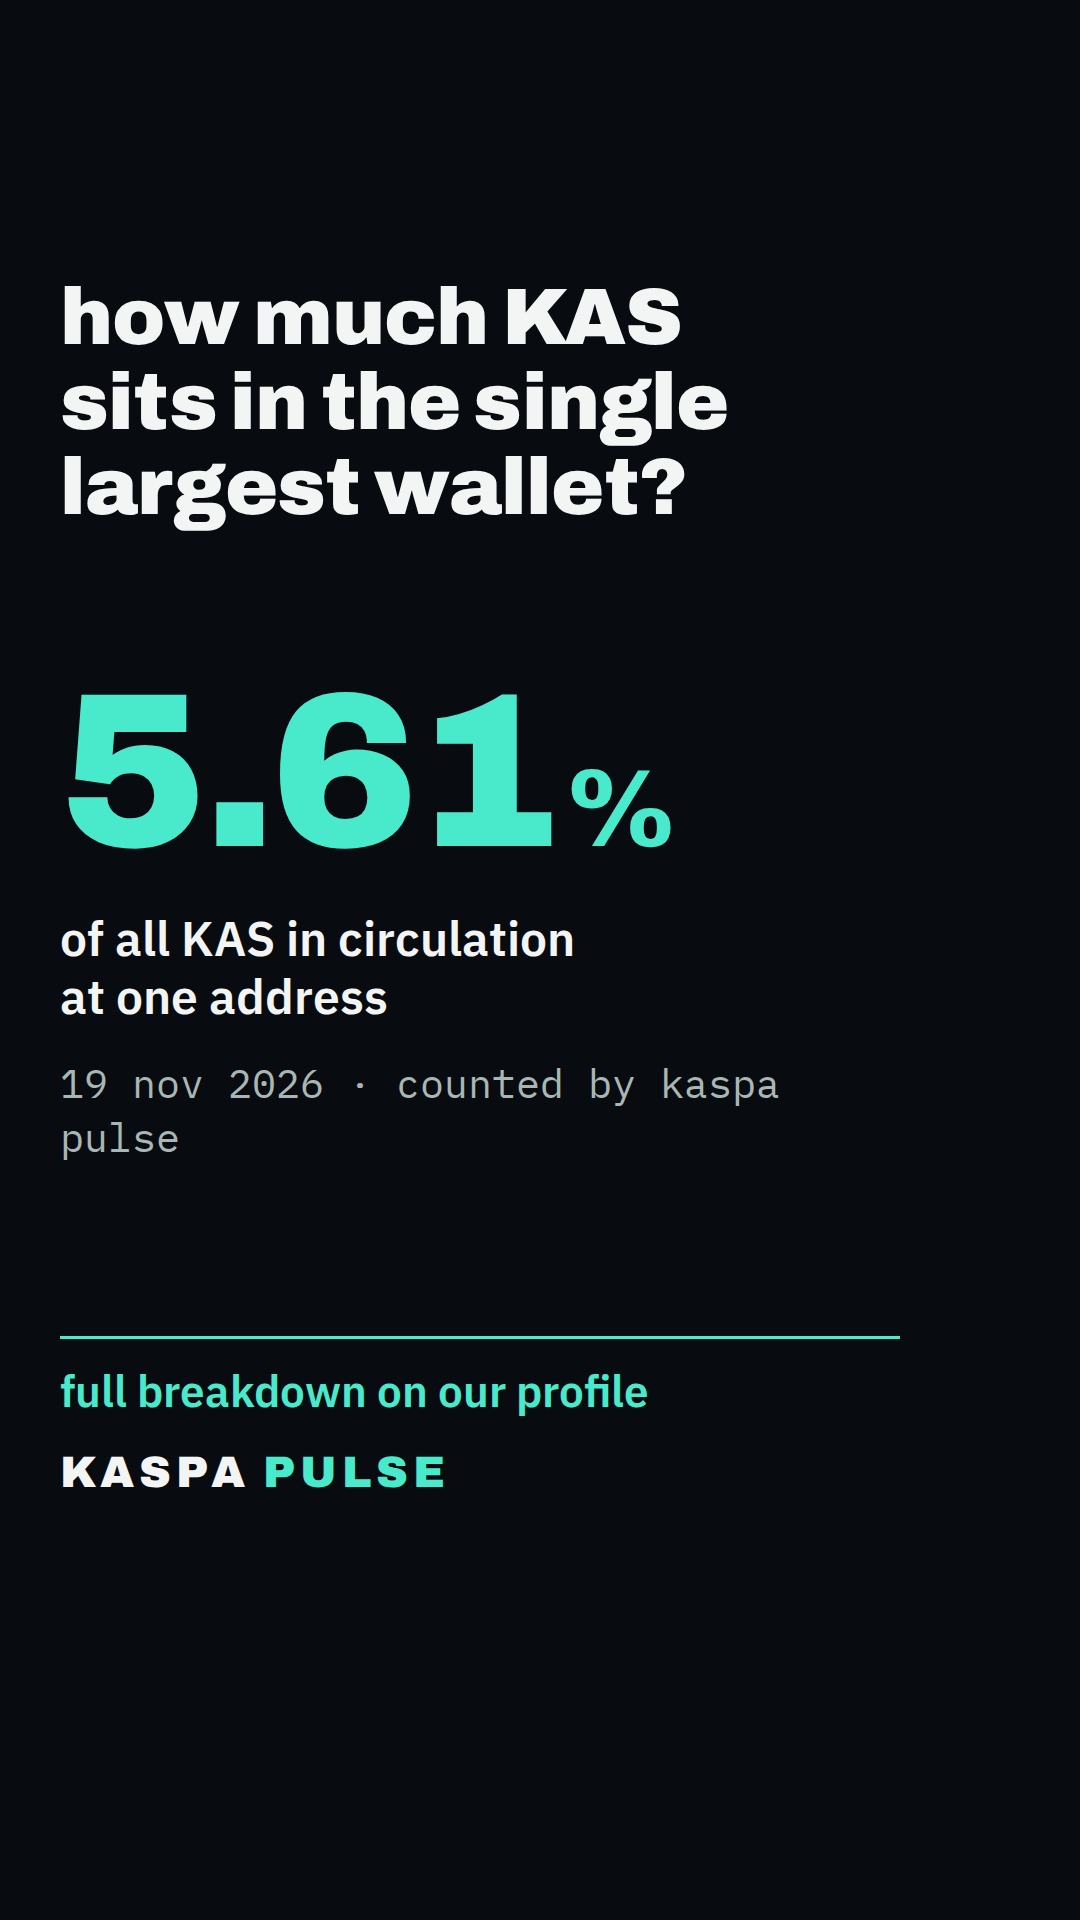 how much KAS
sits in the single
largest wallet?
5.61%
of all KAS in circulation
at one address
19 nov 2026 · counted by kaspa
pulse
full breakdown on our profile
KASPA PULSE